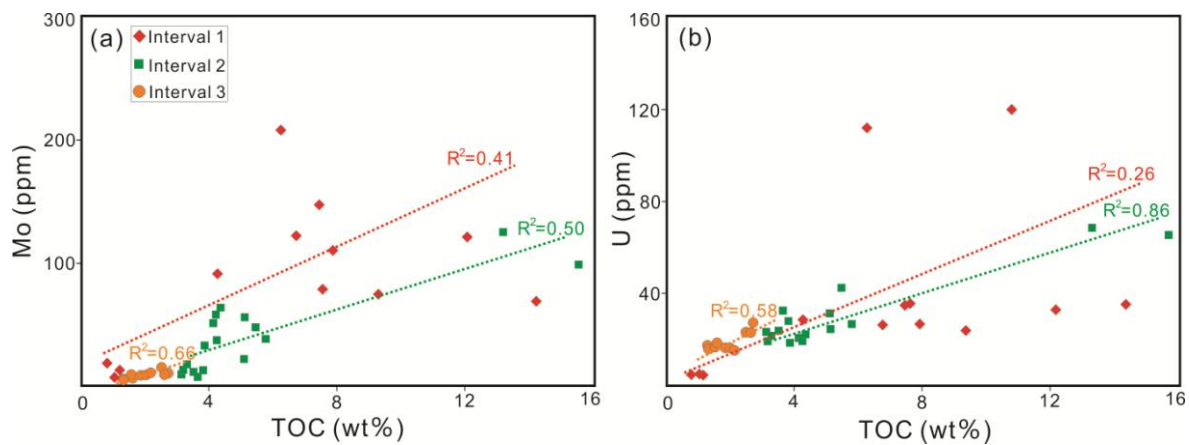 (a)
Interval 1
Interval 2
Interval 3
300
200
100
0
4
8
12
16
Mo (ppm)
TOC (wt%)
R²=0.41
R²=0.50
R²=0.66
(b)
160
120
80
40
0
4
8
12
16
U (ppm)
TOC (wt%)
R²=0.26
R²=0.86
R²=0.58